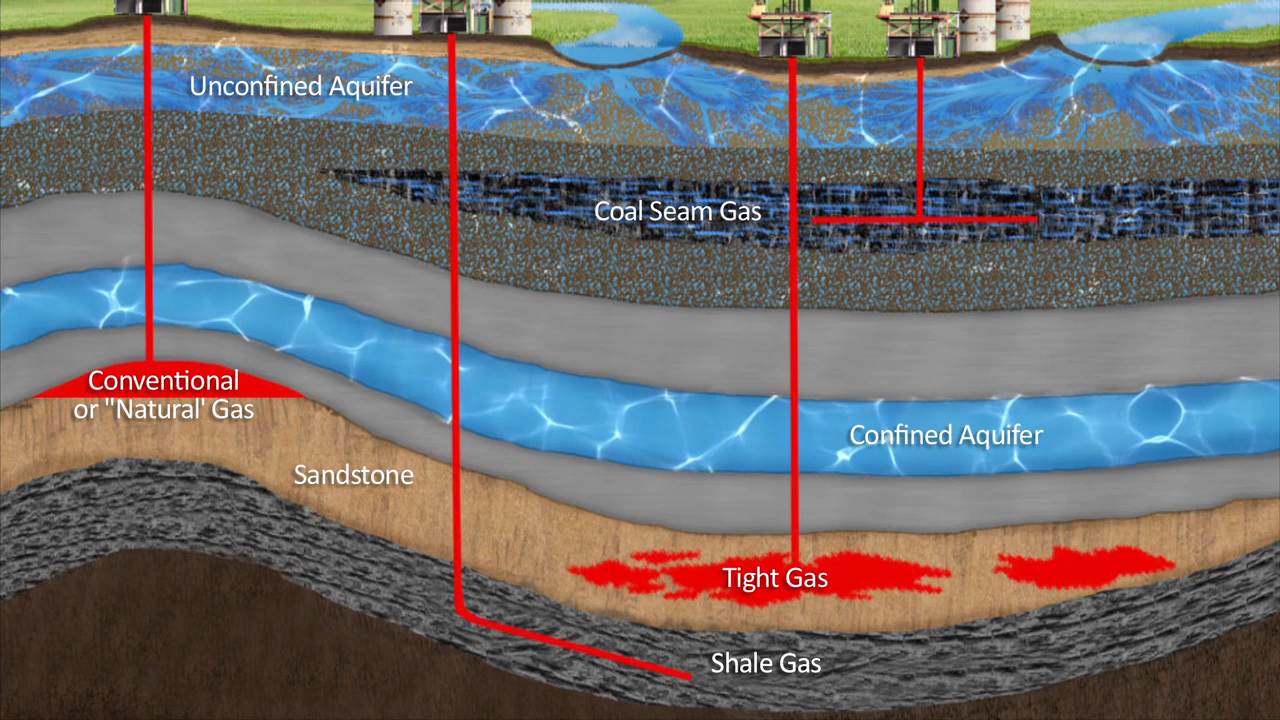 Unconfined Aquifer
Coal Seam Gas
Conventional
or "Natural' Gas
Confined Aquifer
Sandstone
Tight Gas
Shale Gas